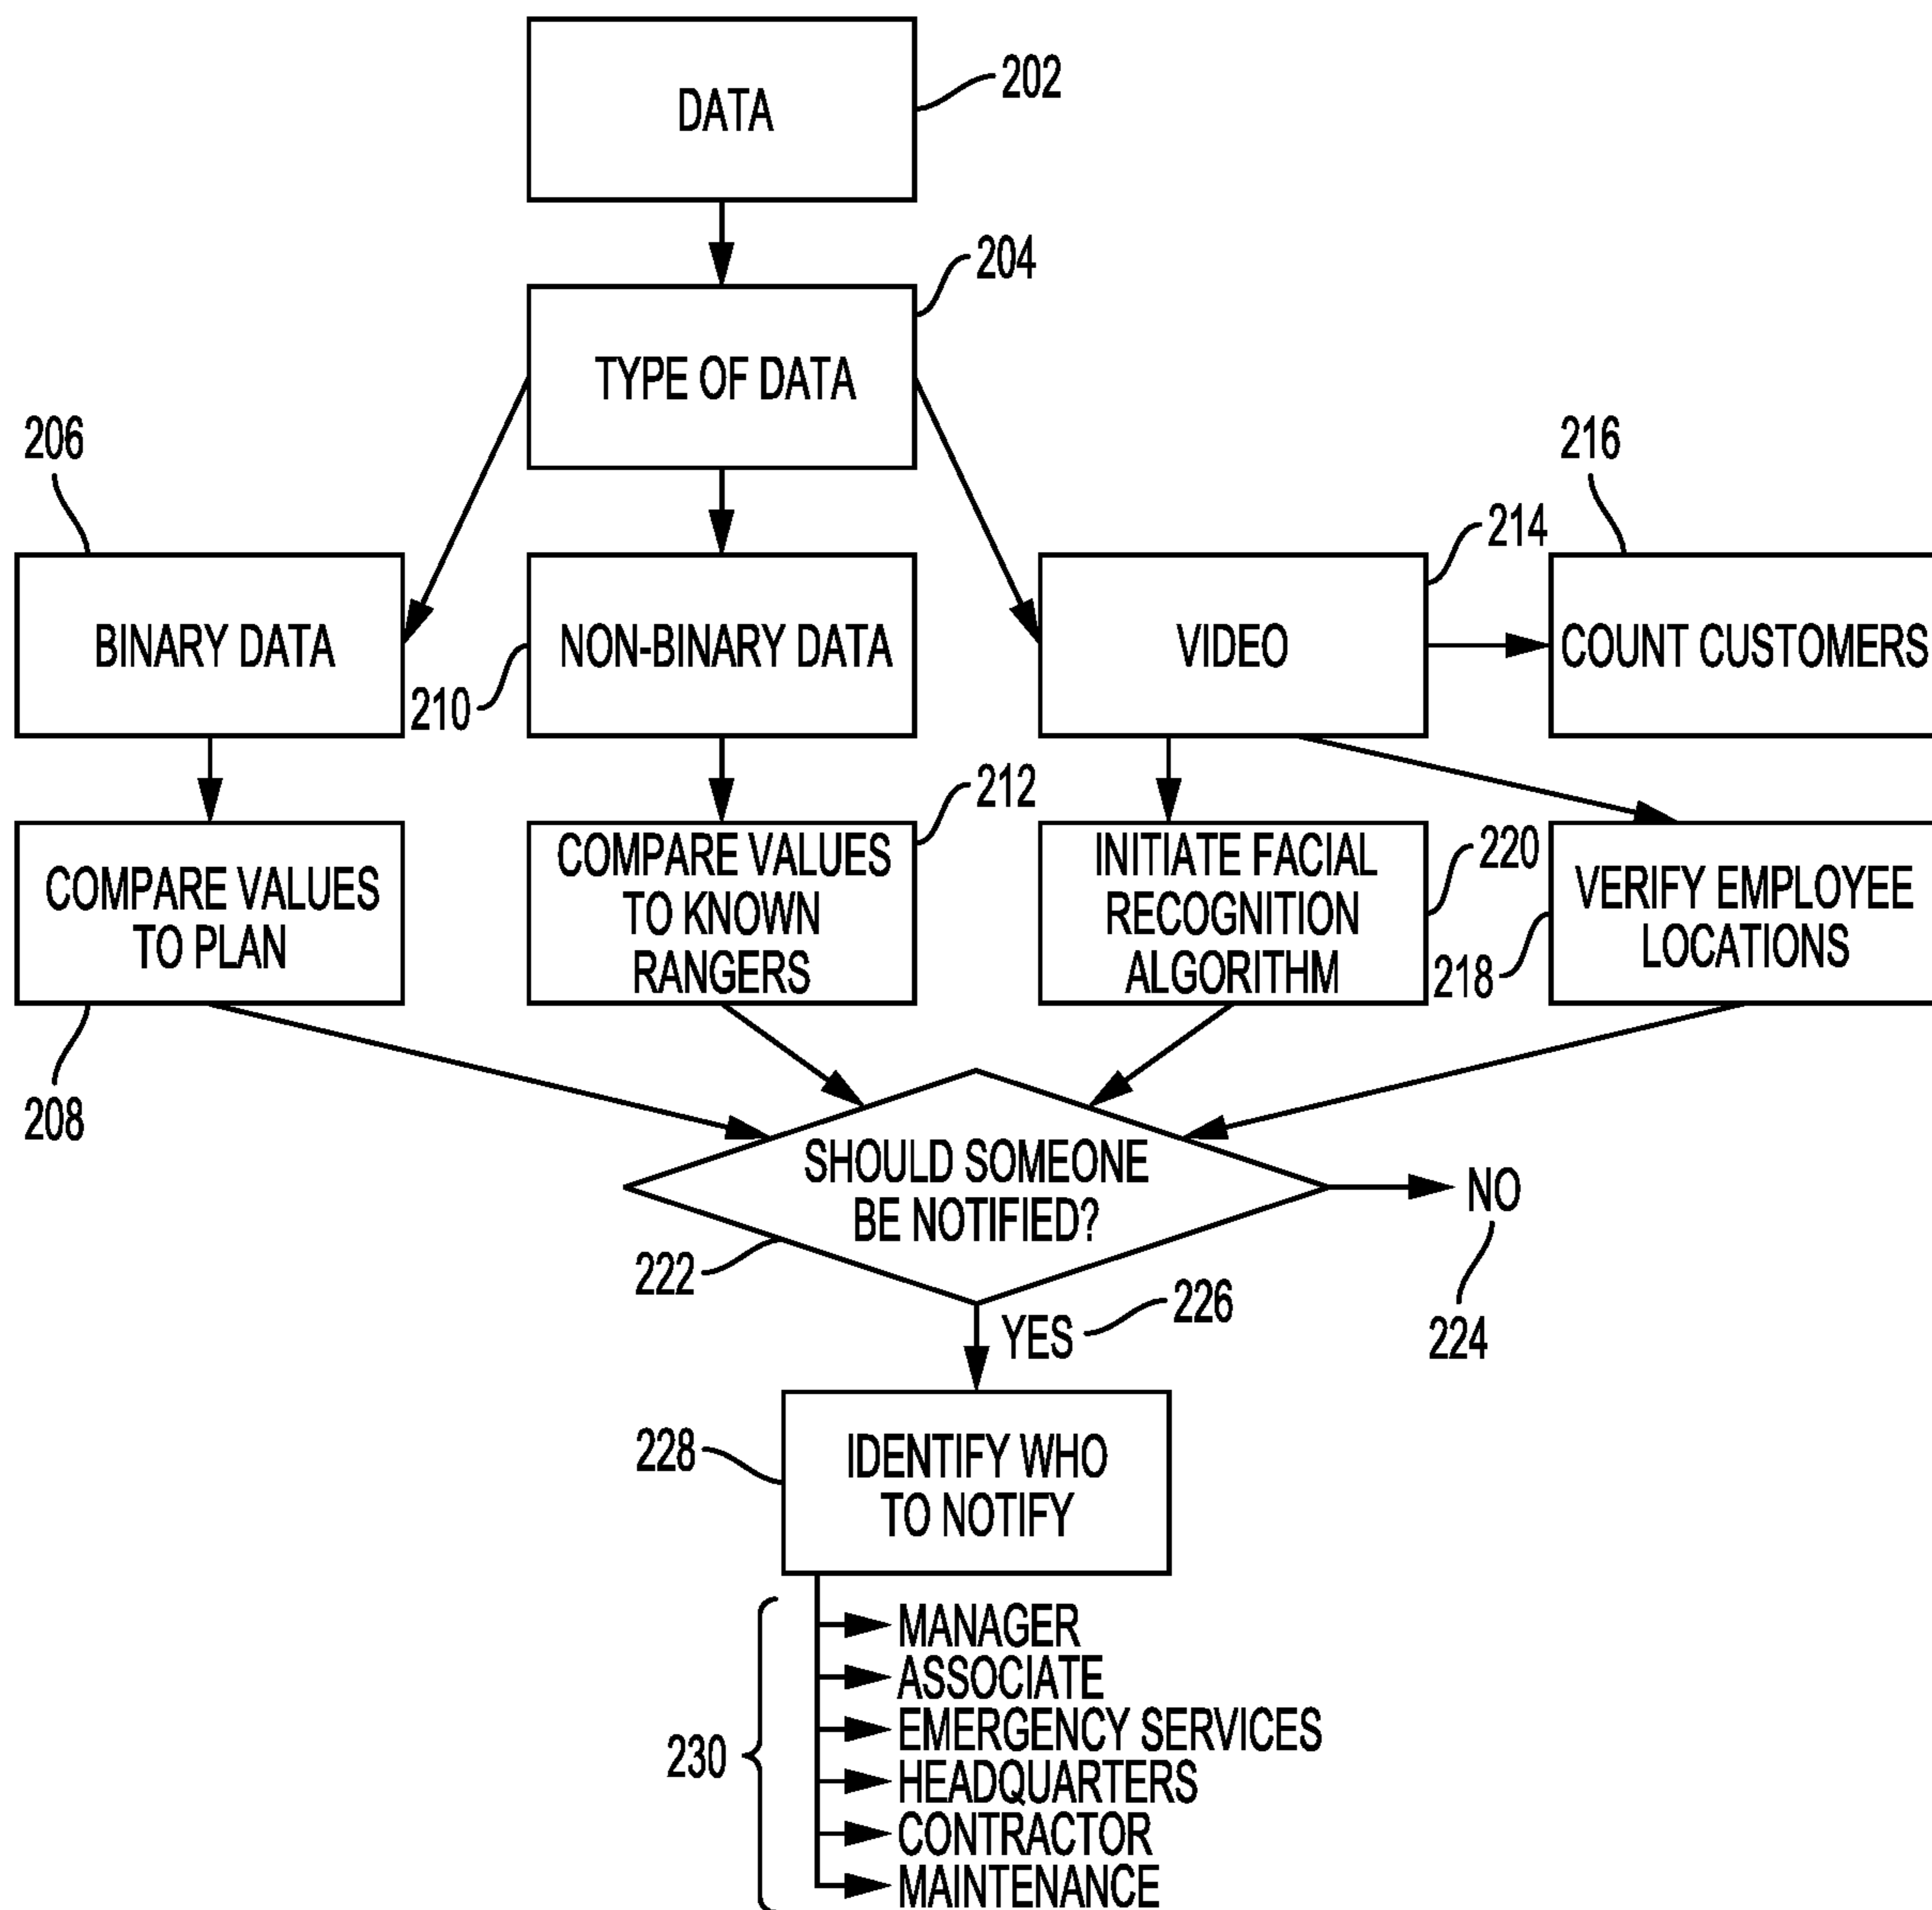 DATA
202
TYPE OF DATA
204
206
BINARY DATA
210
NON-BINARY DATA
214
VIDEO
216
COUNT CUSTOMERS
COMPARE VALUES
TO PLAN
208
212
COMPARE VALUES
TO KNOWN
RANGERS
INITIATE FACIAL
RECOGNITION
ALGORITHM
220
VERIFY EMPLOYEE
LOCATIONS
218
SHOULD SOMEONE
BE NOTIFIED?
222
NO
224
YES
226
228
IDENTIFY WHO
TO NOTIFY
230
MANAGER
ASSOCIATE
EMERGENCY SERVICES
HEADQUARTERS
CONTRACTOR
MAINTENANCE